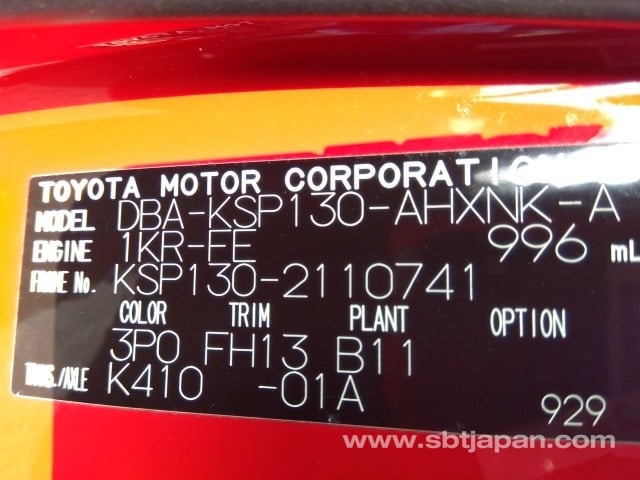 TOYOTA MOTOR CORPORATION
MODEL DBA-KSP130-AHXNK-A
ENGINE 1KR-FE 996 mL
FRAME No. KSP130-2110741
COLOR TRIM PLANT OPTION
3P0 FH13 B11
TRANS./AXLE K410 -01A
929
www.sbtjapan.com